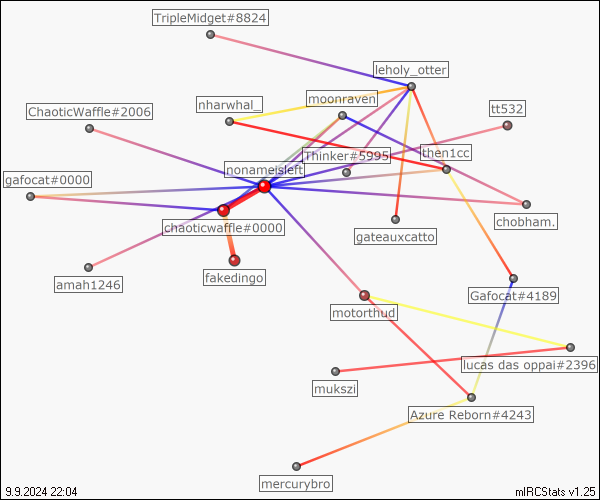 TripleMidget#8824
leholy_otter
nharwhal_
moonraven
ChaoticWaffle#2006
tt532
Thinker#5995
then1cc
nonameisleft
gafocat#0000
chobham.
chaoticwaffle#0000
gateauxcatto
fakedingo
amah1246
Gafocat#4189
motorthud
lucas das oppai#2396
mukszi
Azure Reborn#4243
mercurybro
9.9.2024 22:04
mIRCStats v1.25